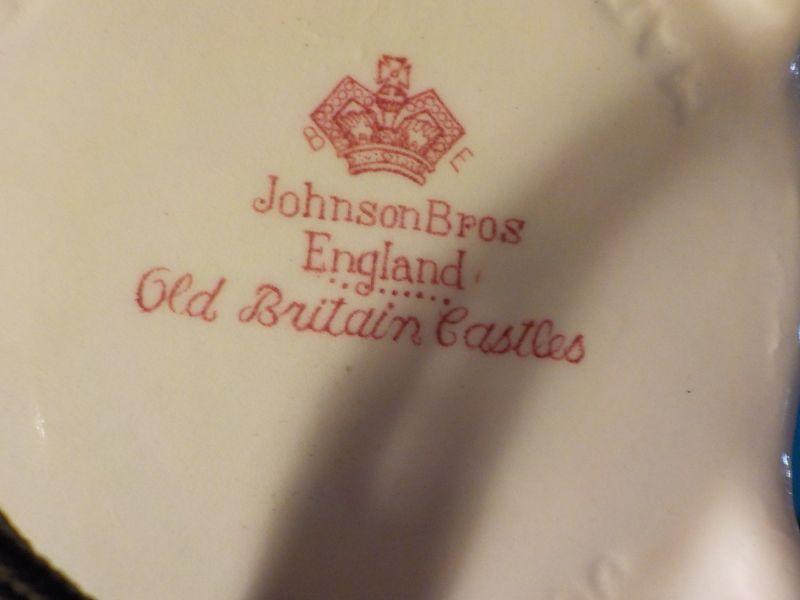 B E
JohnsonBros
England
Old Britain Castles